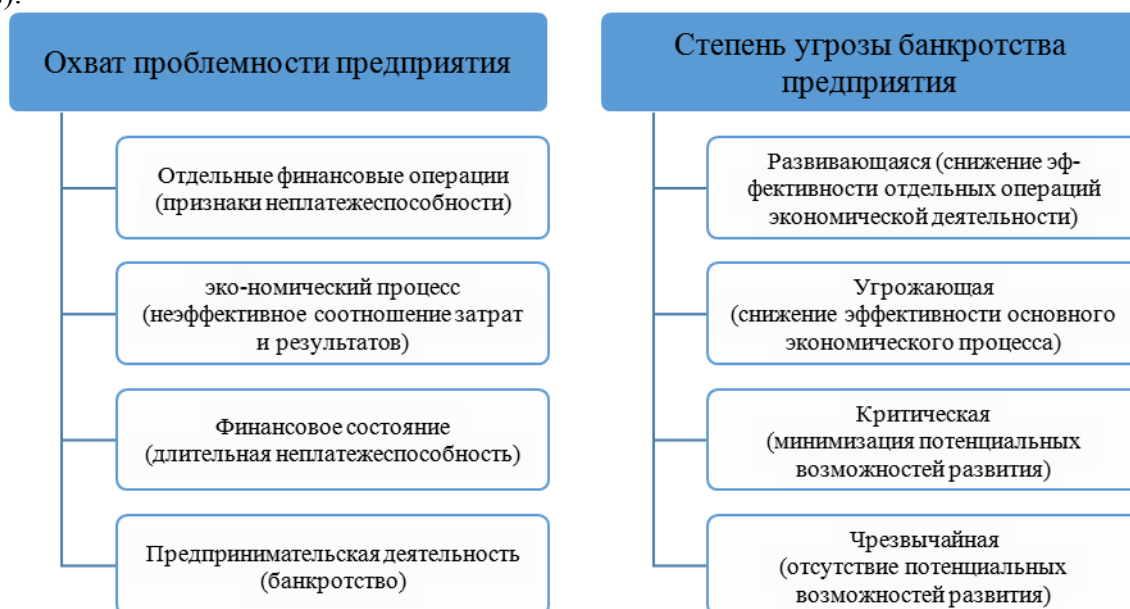 Охват проблемности предприятия
Отдельные финансовые операции
(признаки неплатежеспособности)
эко-номический процесс
(неэффективное соотношение затрат
и результатов)
Финансовое состояние
(длительная неплатежеспособность)
Предпринимательская деятельность
(банкротство)
Степень угрозы банкротства
предприятия
Развивающаяся (снижение эф-
фективности отдельных операций
экономической деятельности)
Угрожающая
(снижение эффективности основного
экономического процесса)
Критическая
(минимизация потенциальных
возможностей развития)
Чрезвычайная
(отсутствие потенциальных
возможностей развития)